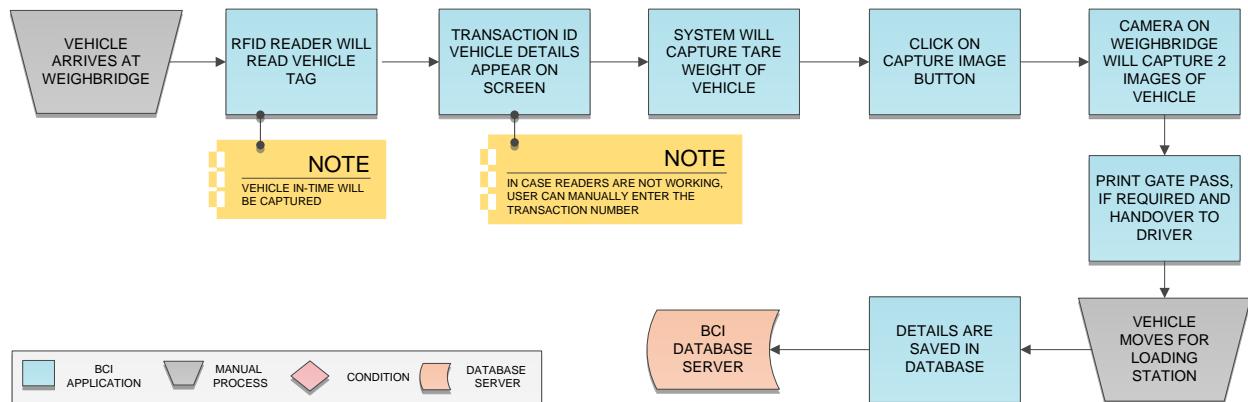 VEHICLE
ARRIVES AT
WEIGHBRIDGE
RFID READER WILL
READ VEHICLE
TAG
TRANSACTION ID
VEHICLE DETAILS
APPEAR ON
SCREEN
SYSTEM WILL
CAPTURE TARE
WEIGHT OF
VEHICLE
CLICK ON
CAPTURE IMAGE
BUTTON
CAMERA ON
WEIGHBRIDGE
WILL CAPTURE 2
IMAGES OF
VEHICLE
NOTE
VEHICLE IN-TIME WILL
BE CAPTURED
NOTE
IN CASE READERS ARE NOT WORKING,
USER CAN MANUALLY ENTER THE
TRANSACTION NUMBER
PRINT GATE PASS,
IF REQUIRED AND
HANDOVER TO
DRIVER
VEHICLE
MOVES FOR
LOADING
STATION
DETAILS ARE
SAVED IN
DATABASE
BCI
DATABASE
SERVER
BCI
APPLICATION
MANUAL
PROCESS
CONDITION
DATABASE
SERVER